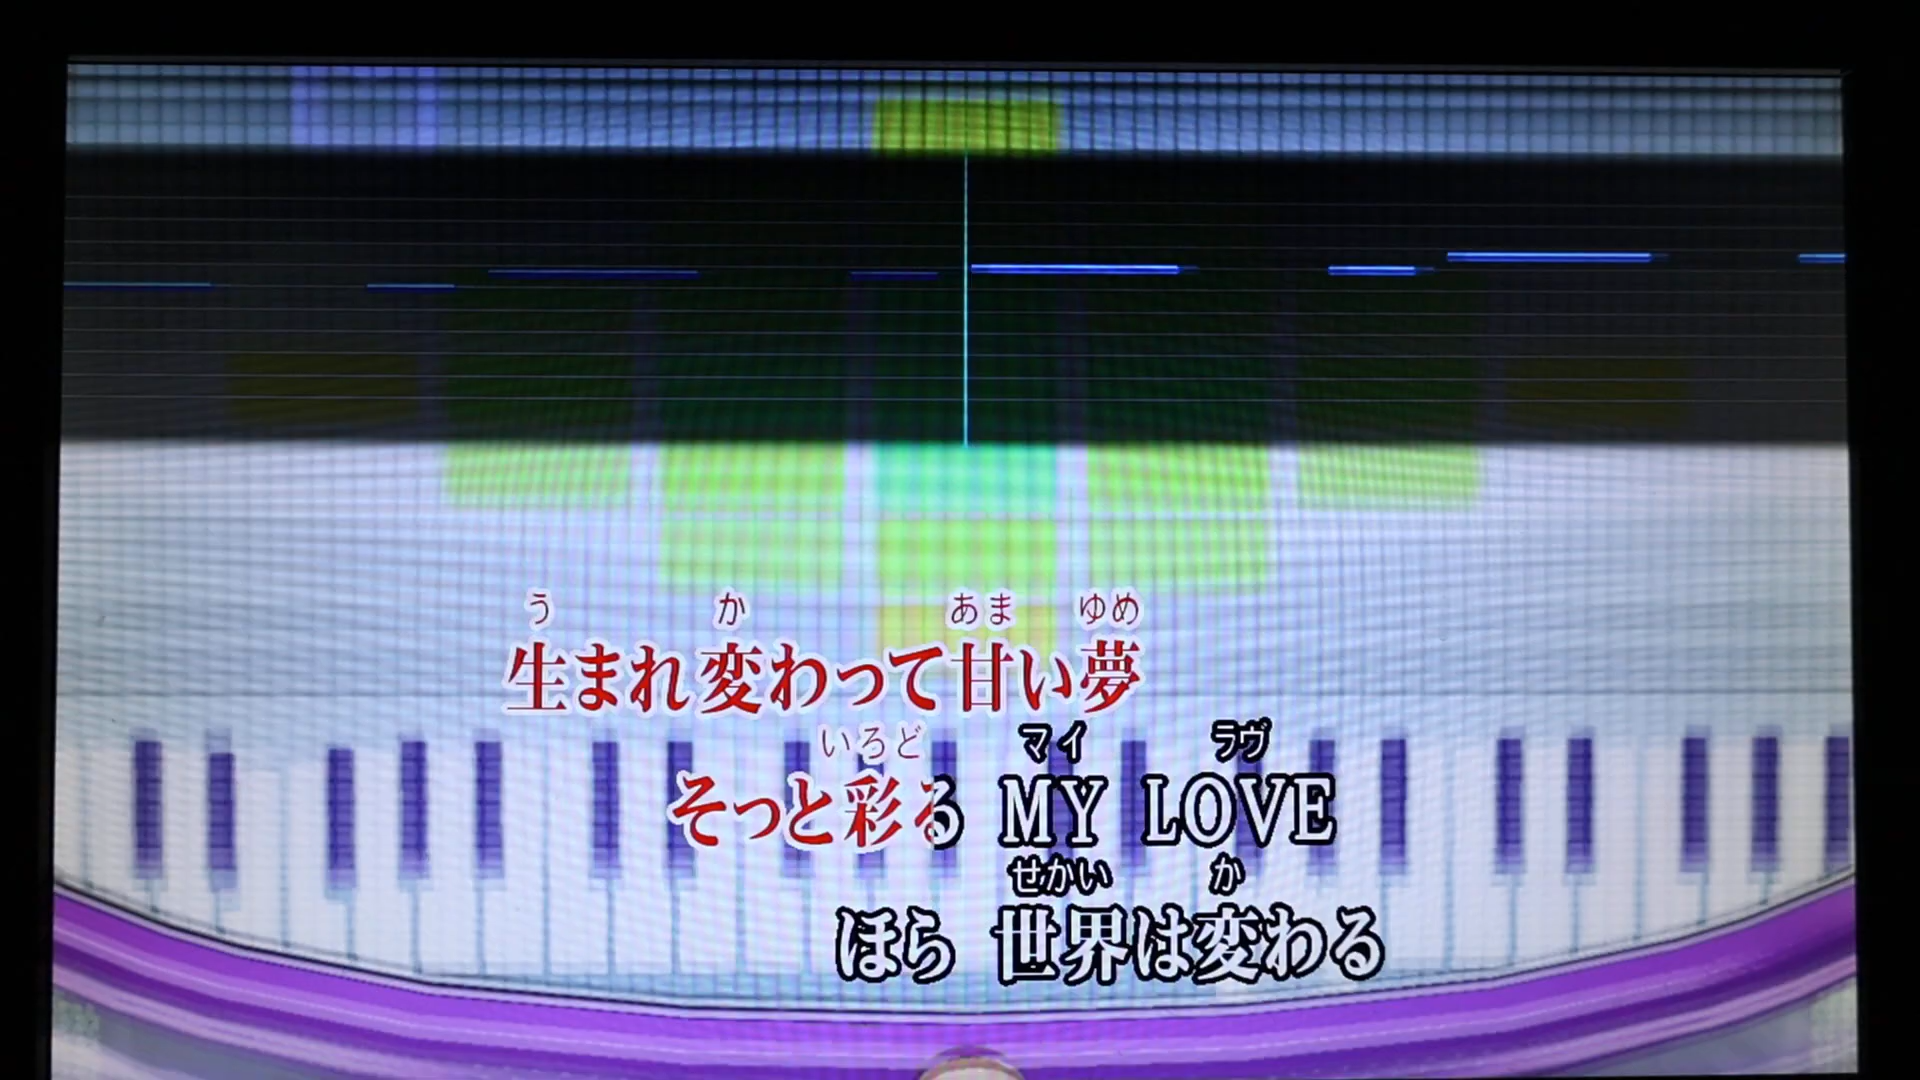 う か あま ゆめ
生まれ変わって甘い夢
いろど マイ ラヴ
そっと彩る MY LOVE
せかい か
ほら 世界は変わる